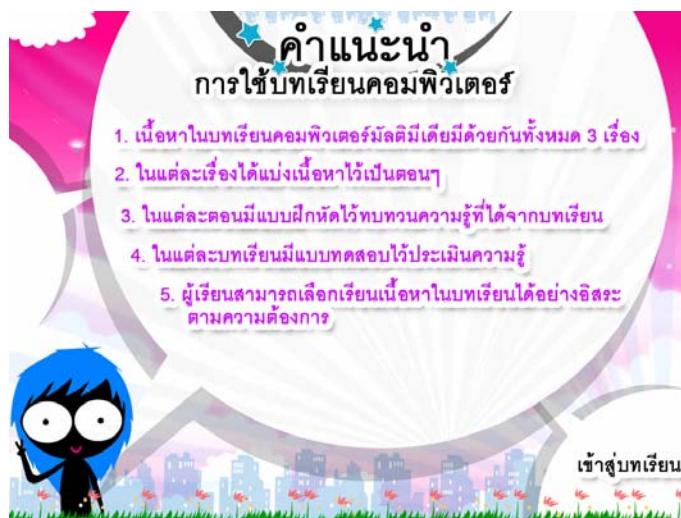 คำแนะนำ
การใช้บทเรียนคอมพิวเตอร์
1. เนื้อหาในบทเรียนคอมพิวเตอร์มัลติมีเดียมีด้วยกันทั้งหมด 3 เรื่อง
2. ในแต่ละเรื่องได้แบ่งเนื้อหาไว้เป็นตอนๆ
3. ในแต่ละตอนมีแบบฝึกหัดไว้ทบทวนความรู้ที่ได้จากบทเรียน
4. ในแต่ละบทเรียนมีแบบทดสอบไว้ประเมินความรู้
5. ผู้เรียนสามารถเลือกเรียนเนื้อหาในบทเรียนได้อย่างอิสระ
ตามความต้องการ
เข้าสู่บทเรียน